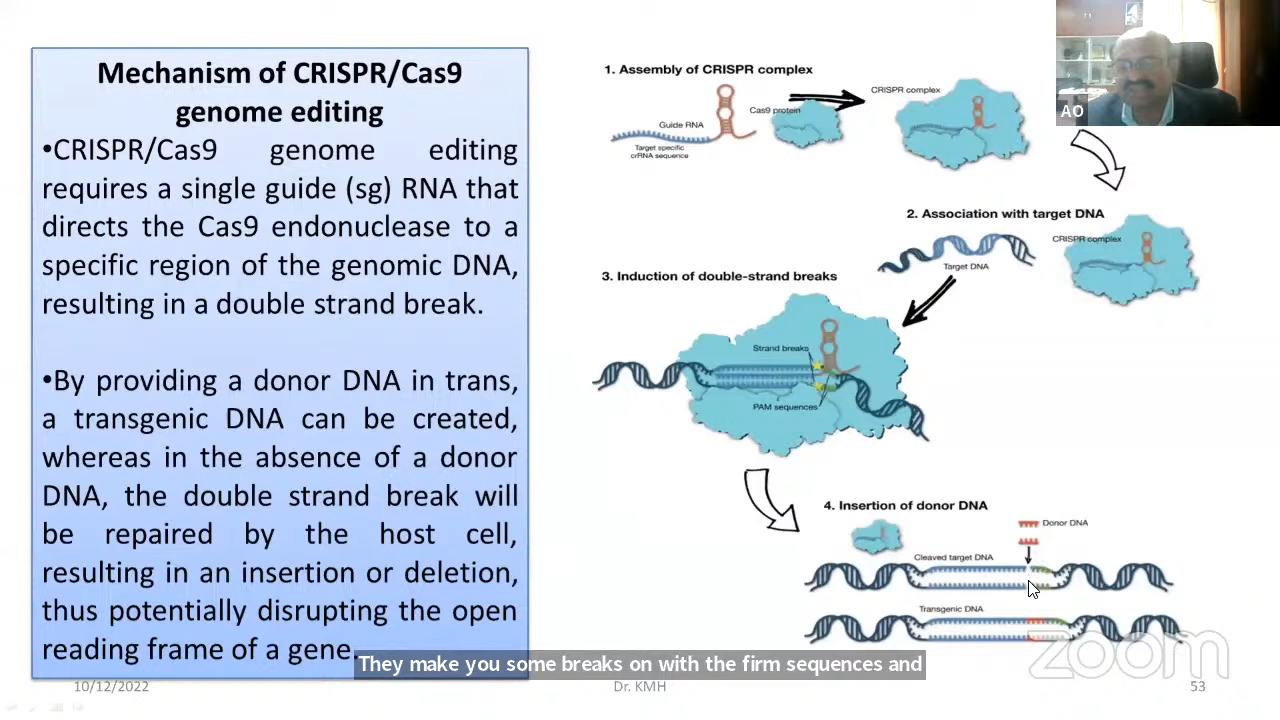 Mechanism of CRISPR/Cas9
genome editing
•CRISPR/Cas9 genome editing
requires a single guide (sg) RNA that
directs the Cas9 endonuclease to a
specific region of the genomic DNA,
resulting in a double strand break.
•By providing a donor DNA in trans,
a transgenic DNA can be created,
whereas in the absence of a donor
DNA, the double strand break will
be repaired by the host cell,
resulting in an insertion or deletion,
thus potentially disrupting the open
reading frame of a gene.
1. Assembly of CRISPR complex
Guide RNA
Target specific
crRNA sequence
Cas9 protein
CRISPR complex
AO
2. Association with target DNA
Target DNA
CRISPR complex
3. Induction of double-strand breaks
Strand breaks
PAM sequences
4. Insertion of donor DNA
Donor DNA
Cleaved target DNA
Transgenic DNA
zoom
They make you some breaks on with the firm sequences and
10/12/2022
Dr. KMH
53